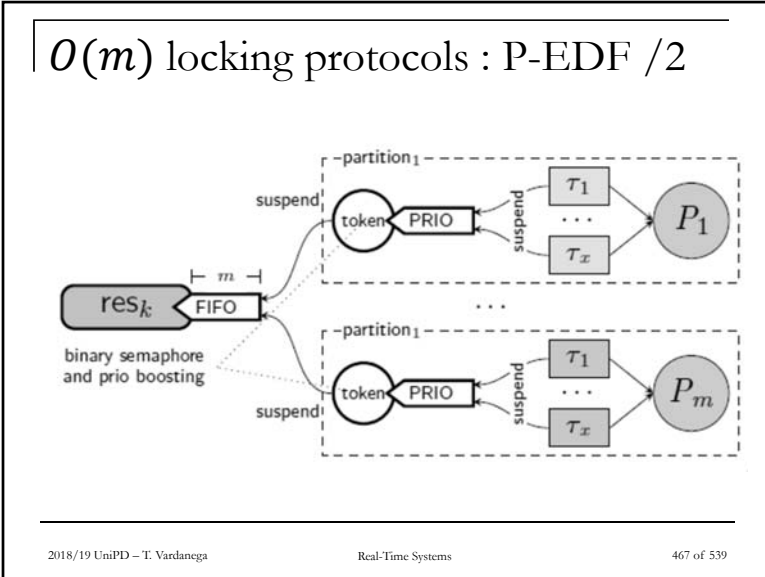 O(m) locking protocols : P-EDF /2
partition1
suspend
token
PRIO
suspend
τ1
...
τx
P1
m
resk
FIFO
...
binary semaphore
and prio boosting
partition1
suspend
token
PRIO
suspend
τ1
...
τx
Pm
2018/19 UniPD – T. Vardanega
Real-Time Systems
467 of 539